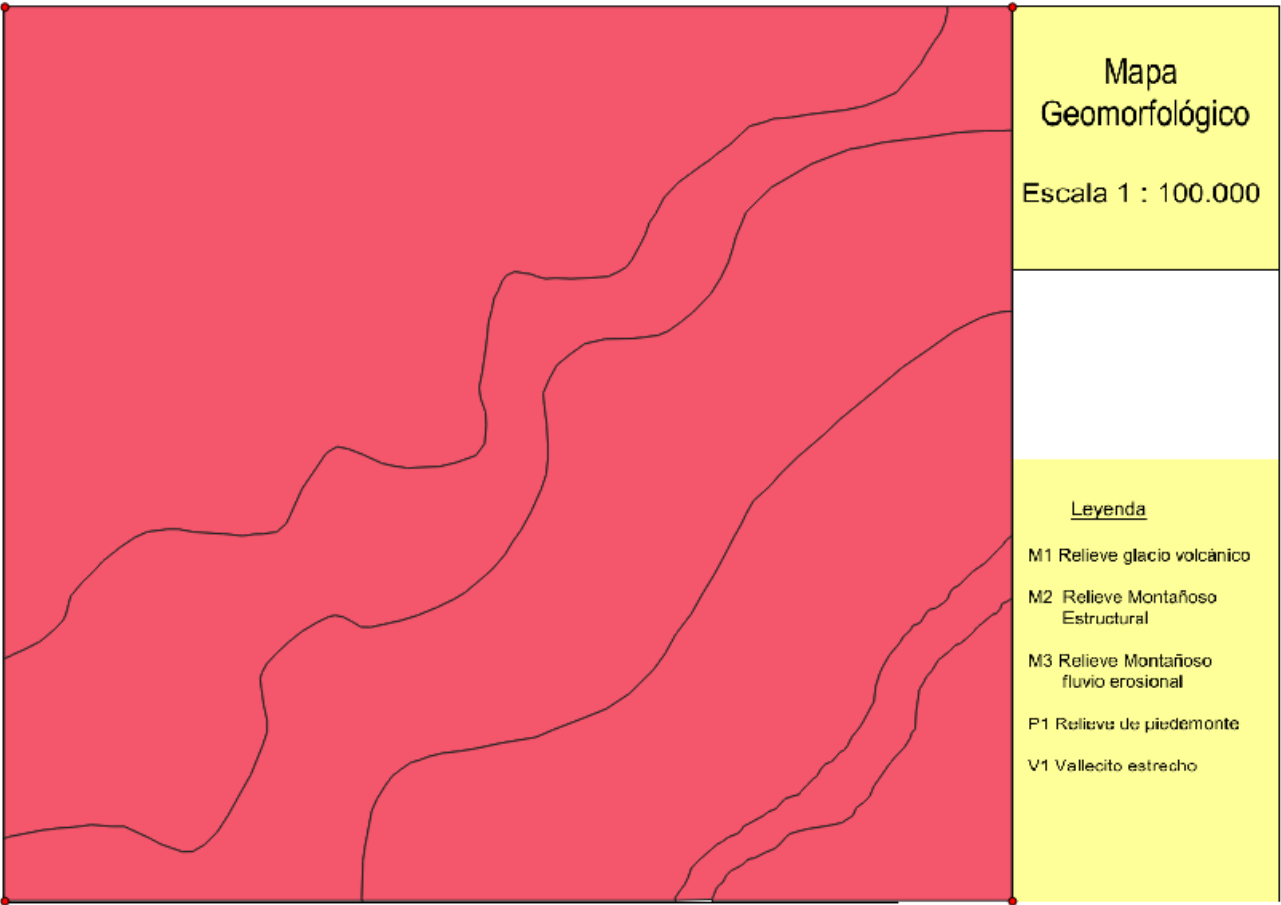 Mapa
Geomorfológico
Escala 1 : 100.000
Leyenda
M1 Relieve glacio volcánico
M2 Relieve Montañoso
Estructural
M3 Relieve Montañoso
fluvio erosional
P1 Relieve de piedemonte
V1 Vallecito estrecho